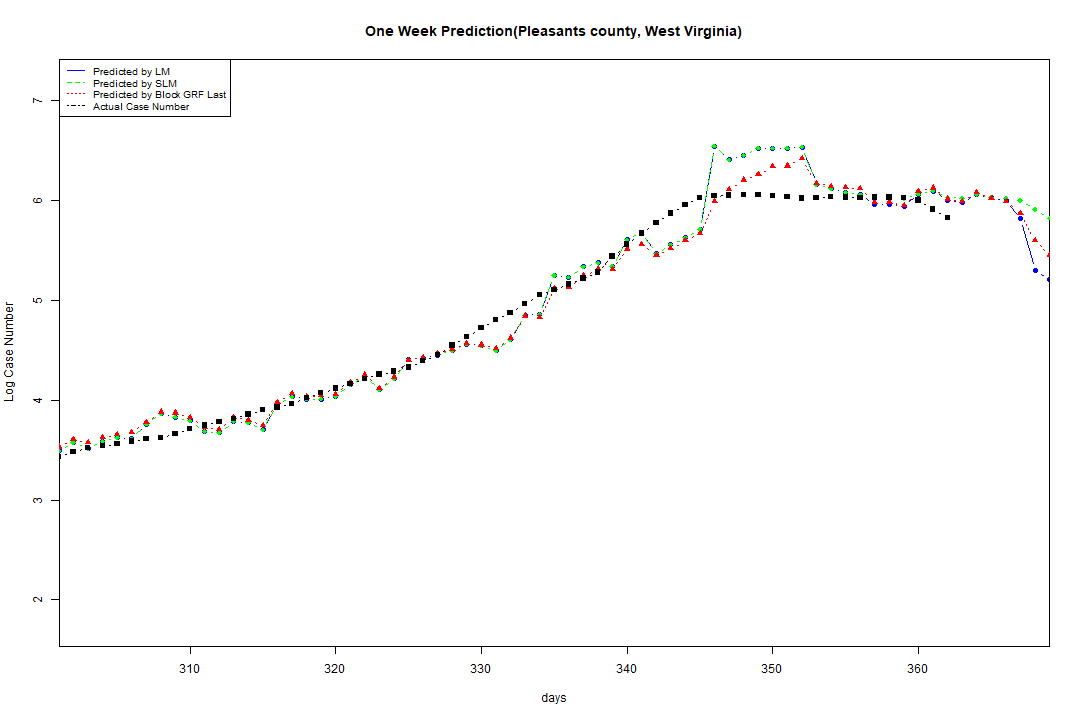 One Week Prediction(Pleasants county, West Virginia)
Predicted by LM
Predicted by SLM
Predicted by Block GRF Last
Actual Case Number
7
6
5
4
3
2
Log Case Number
310 320 330 340 350 360
days